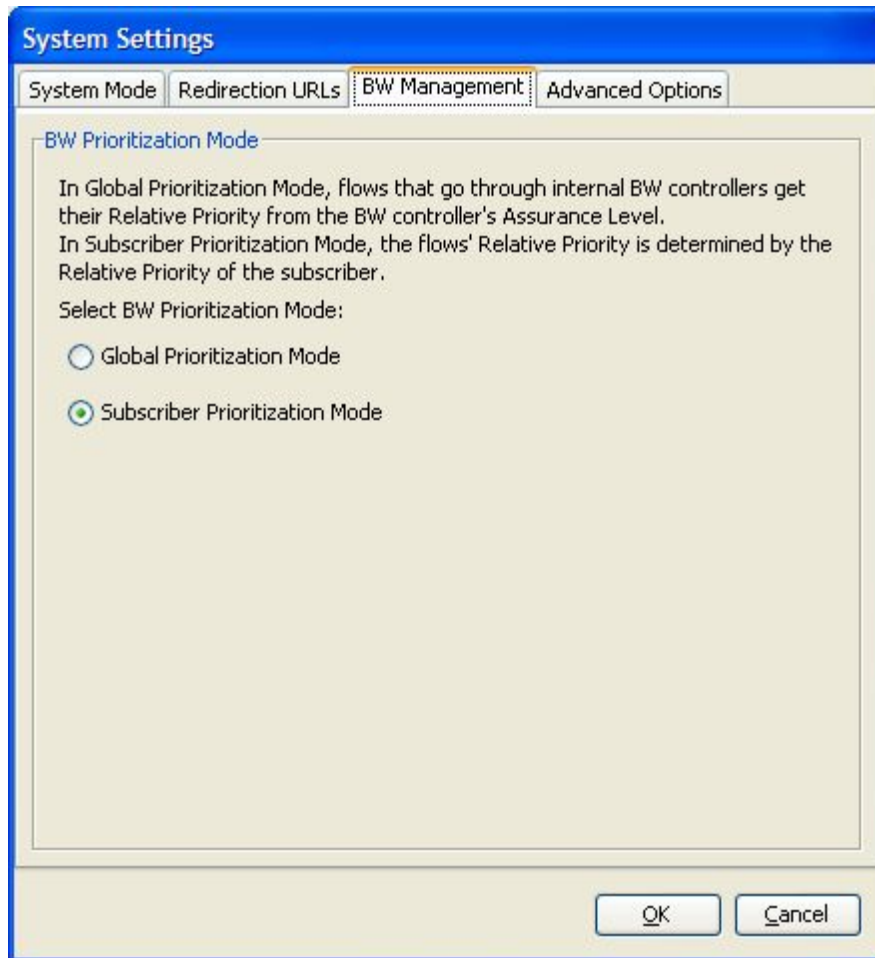 System Settings
System Mode Redirection URLs BW Management Advanced Options
BW Prioritization Mode
In Global Prioritization Mode, flows that go through internal BW controllers get
their Relative Priority from the BW controller's Assurance Level.
In Subscriber Prioritization Mode, the flows' Relative Priority is determined by the
Relative Priority of the subscriber.
Select BW Prioritization Mode:
Global Prioritization Mode
Subscriber Prioritization Mode
OK Cancel